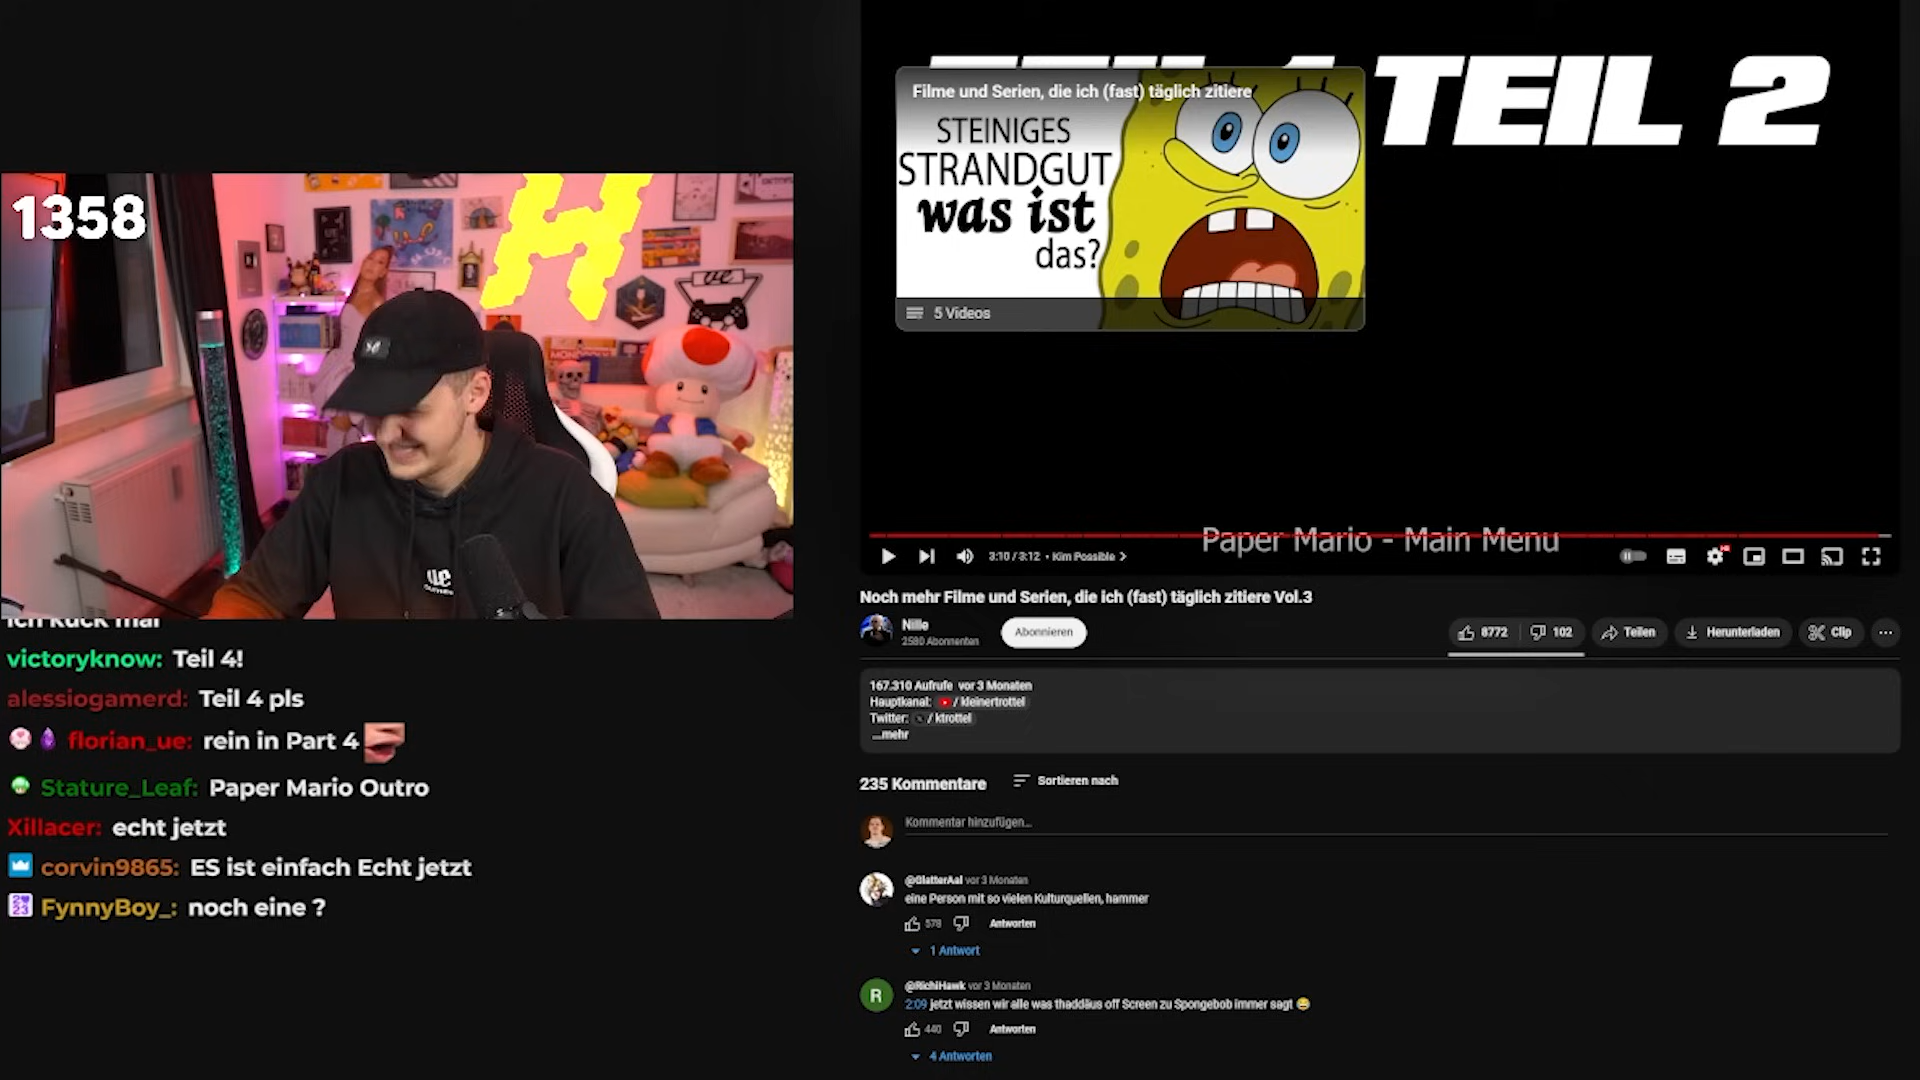 1358
ich kuck mal
victoryknow: Teil 4!
alessiogamerd: Teil 4 pls
florian_ue: rein in Part 4
Stature_Leaf: Paper Mario Outro
Xillacer: echt jetzt
corvin9865: ES ist einfach Echt jetzt
FynnyBoy_: noch eine ?
TEIL 2
Filme und Serien, die ich (fast) täglich zitiere
STEINIGES
STRANDGUT
was ist
das?
5 Videos
Paper Mario - Main Menu
3:10 / 3:12 • Kim Possible
Noch mehr Filme und Serien, die ich (fast) täglich zitiere Vol.3
Nille
2580 Abonnenten
Abonnieren
8772
102
Teilen
Herunterladen
Clip
167.310 Aufrufe vor 3 Monaten
Hauptkanal: / kleinertrottel
Twitter: / ktrottel
...mehr
235 Kommentare
Sortieren nach
Kommentar hinzufügen...
@GlatterAal vor 3 Monaten
eine Person mit so vielen Kulturquellen, hammer
578
Antworten
1 Antwort
R
@RichiHawk vor 3 Monaten
2:09 jetzt wissen wir alle was thaddäus off Screen zu Spongebob immer sagt
440
Antworten
4 Antworten